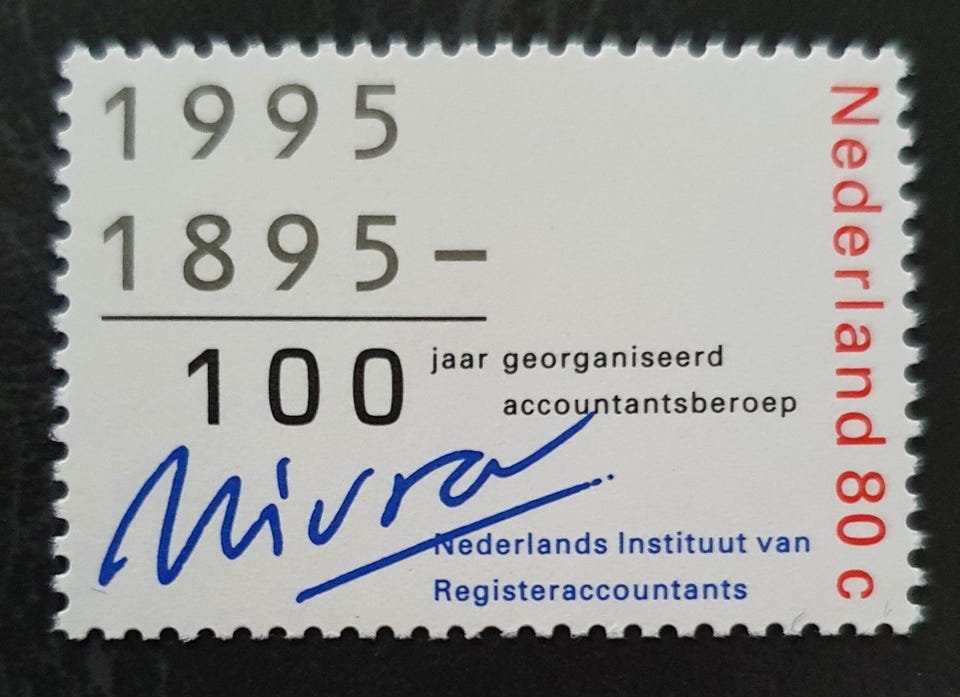 1995
1895–
100 jaar georganiseerd
accountantsberoep
Nivra
Nederlands Instituut van
Registeraccountants
Nederland 80 c